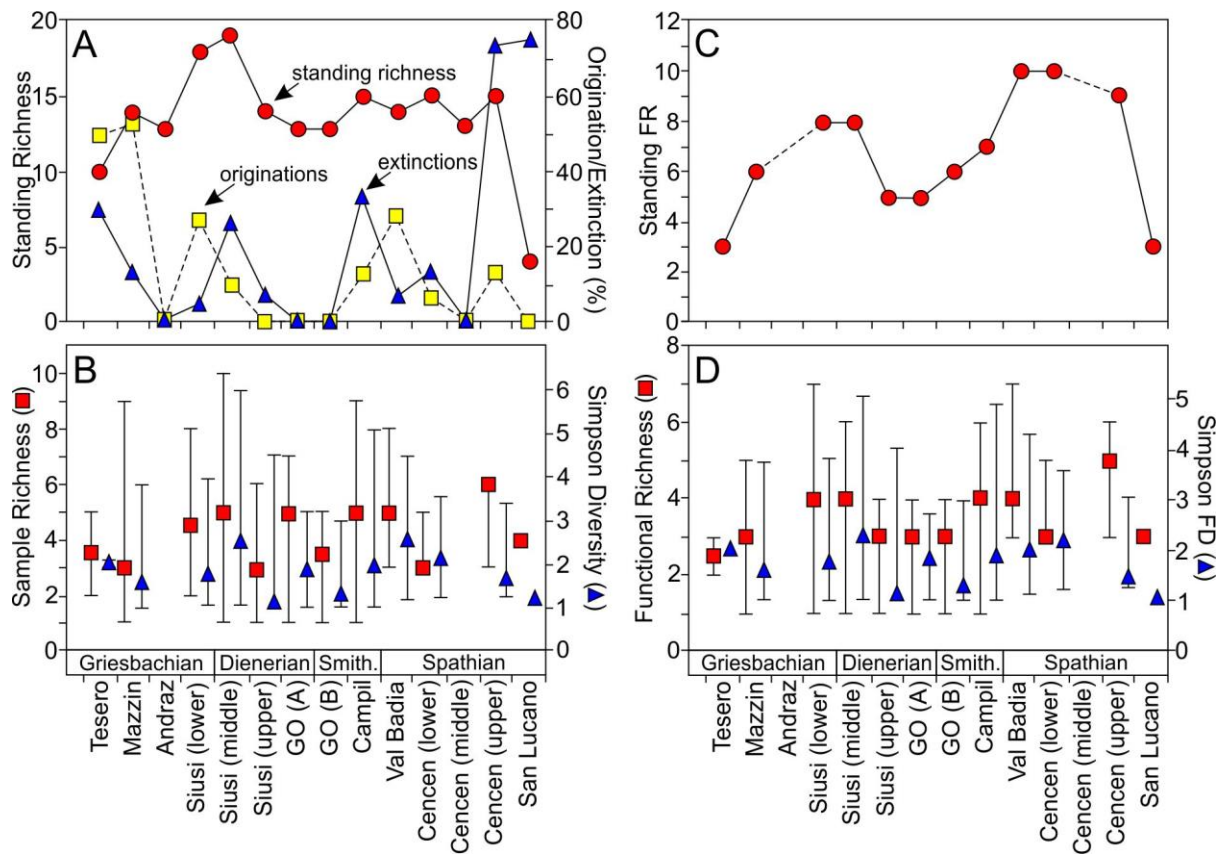 A
Standing Richness
20
15
10
5
0
Origination/Extinction (%)
80
60
40
20
0
standing richness
originations
extinctions
C
Standing FR
12
10
8
6
4
2
0
B
Sample Richness ( )
10
8
6
4
2
0
Simpson Diversity ( )
6
5
4
3
2
1
0
D
Functional Richness ( )
8
6
4
2
0
Simpson FD ( )
5
4
3
2
1
0
Griesbachian Dienerian Smith. Spathian
Tesero
Mazzin
Andraz
Siusi (lower)
Siusi (middle)
Siusi (upper)
GO (A)
GO (B)
Campil
Val Badia
Cencen (lower)
Cencen (middle)
Cencen (upper)
San Lucano
Griesbachian Dienerian Smith. Spathian
Tesero
Mazzin
Andraz
Siusi (lower)
Siusi (middle)
Siusi (upper)
GO (A)
GO (B)
Campil
Val Badia
Cencen (lower)
Cencen (middle)
Cencen (upper)
San Lucano